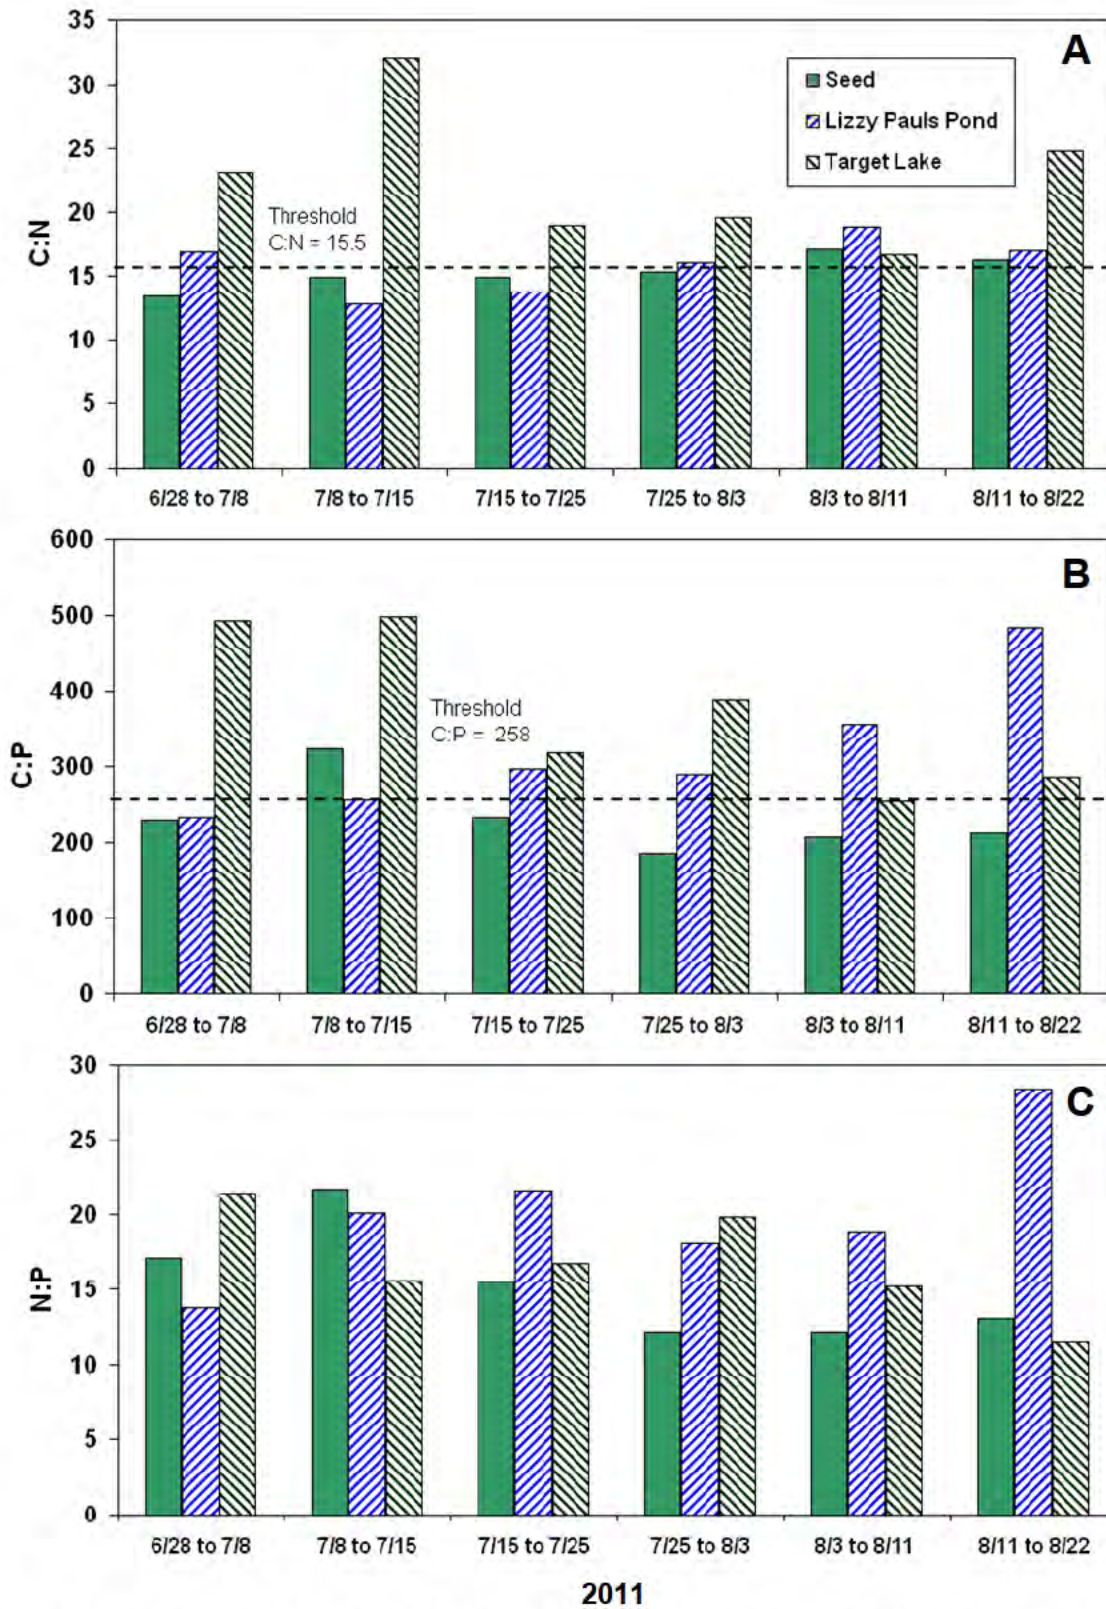 A
35
30
25
20
15
10
5
0
C:N
Seed
Lizzy Pauls Pond
Target Lake
Threshold
C:N = 15.5
6/28 to 7/8 7/8 to 7/15 7/15 to 7/25 7/25 to 8/3 8/3 to 8/11 8/11 to 8/22
B
600
500
400
300
200
100
0
C:P
Threshold
C:P = 258
6/28 to 7/8 7/8 to 7/15 7/15 to 7/25 7/25 to 8/3 8/3 to 8/11 8/11 to 8/22
C
30
25
20
15
10
5
0
N:P
6/28 to 7/8 7/8 to 7/15 7/15 to 7/25 7/25 to 8/3 8/3 to 8/11 8/11 to 8/22
2011